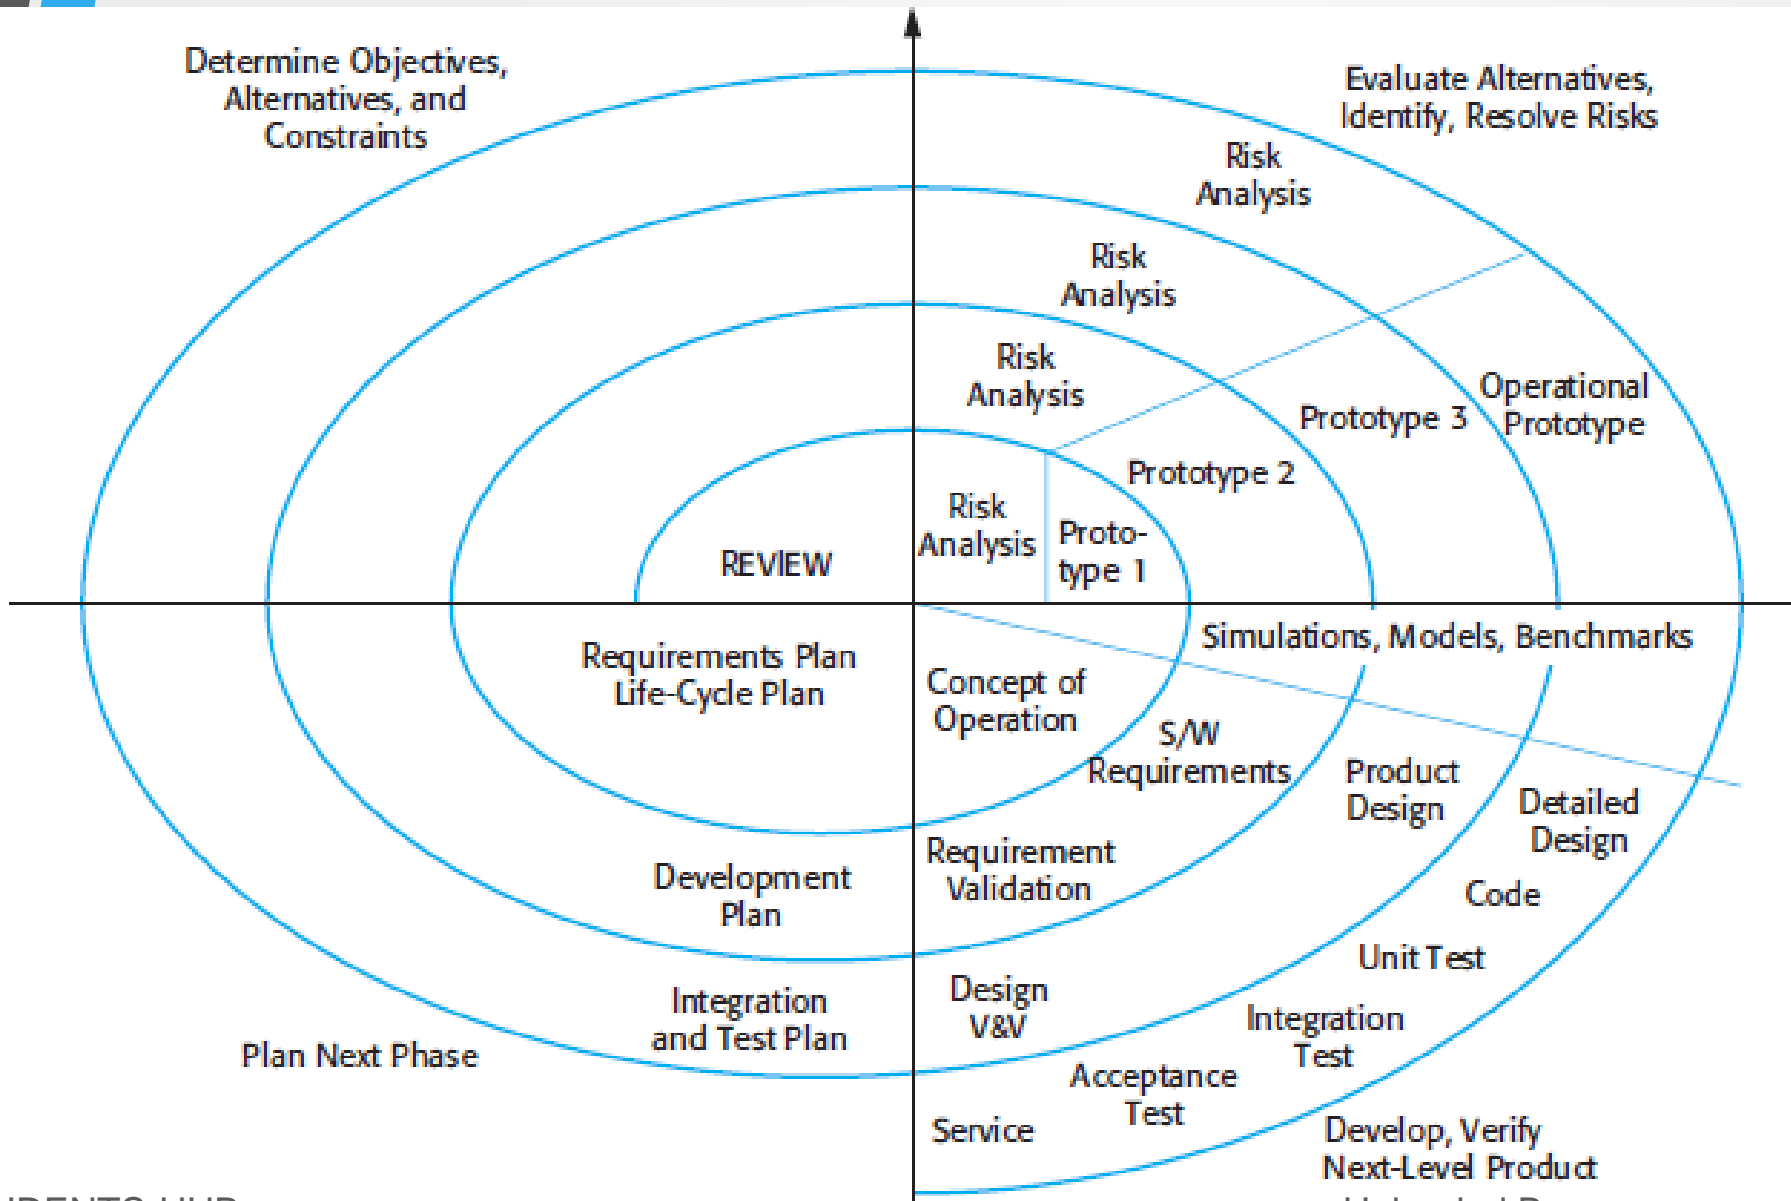 Determine Objectives,
Alternatives, and
Constraints
Evaluate Alternatives,
Identify, Resolve Risks
Risk
Analysis
Risk
Analysis
Risk
Analysis
Operational
Prototype
Prototype 3
Prototype 2
Risk
Analysis
Proto-
type 1
REVIEW
Requirements Plan
Life-Cycle Plan
Simulations, Models, Benchmarks
Concept of
Operation
S/W
Requirements
Product
Design
Detailed
Design
Requirement
Validation
Development
Plan
Code
Unit Test
Design
V&V
Integration
and Test Plan
Integration
Test
Plan Next Phase
Acceptance
Test
Service
Develop, Verify
Next-Level Product